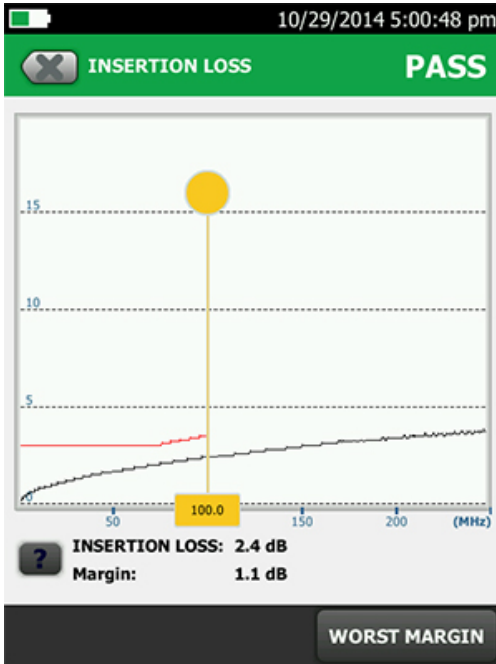 10/29/2014 5:00:48 pm
INSERTION LOSS PASS
15
10
5
0
50 100.0 150 200 (MHz)
? INSERTION LOSS: 2.4 dB
Margin: 1.1 dB
WORST MARGIN